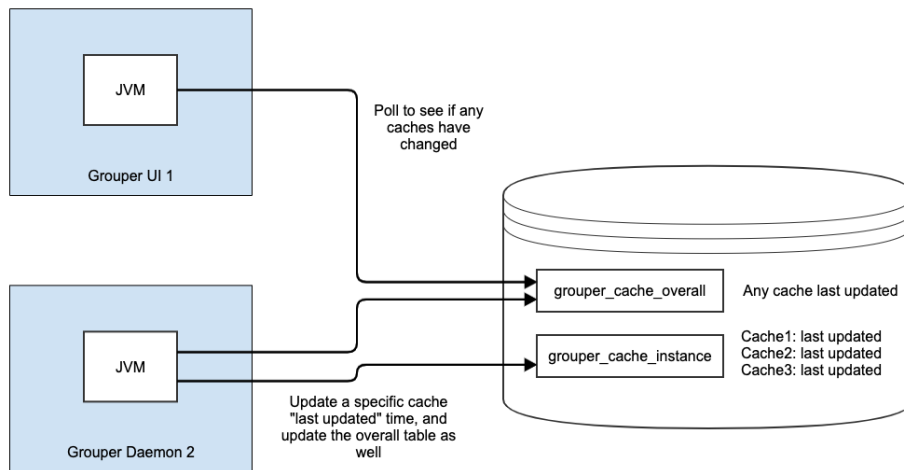 JVM
Grouper UI 1
Poll to see if any
caches have
changed
grouper_cache_overall
Any cache last updated
grouper_cache_instance
Cache1: last updated
Cache2: last updated
Cache3: last updated
JVM
Grouper Daemon 2
Update a specific cache
"last updated" time, and
update the overall table as
well